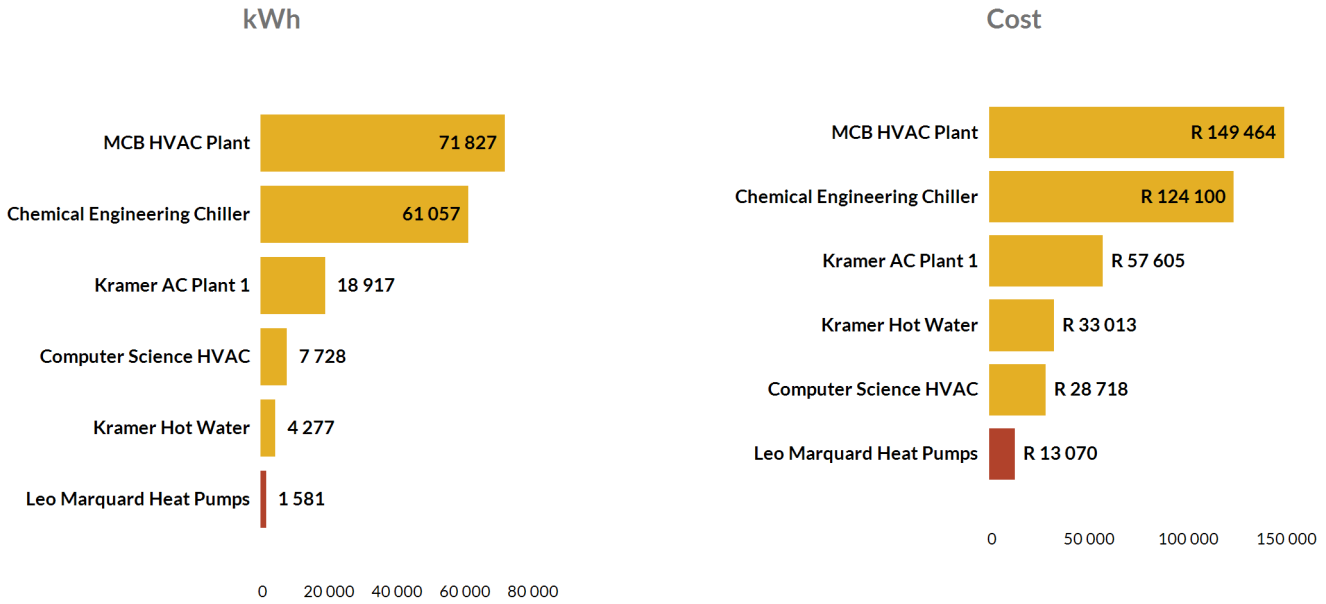 kWh
MCB HVAC Plant 71 827
Chemical Engineering Chiller 61 057
Kramer AC Plant 1 18 917
Computer Science HVAC 7 728
Kramer Hot Water 4 277
Leo Marquard Heat Pumps 1 581
0 20 000 40 000 60 000 80 000
Cost
MCB HVAC Plant R 149 464
Chemical Engineering Chiller R 124 100
Kramer AC Plant 1 R 57 605
Kramer Hot Water R 33 013
Computer Science HVAC R 28 718
Leo Marquard Heat Pumps R 13 070
0 50 000 100 000 150 000